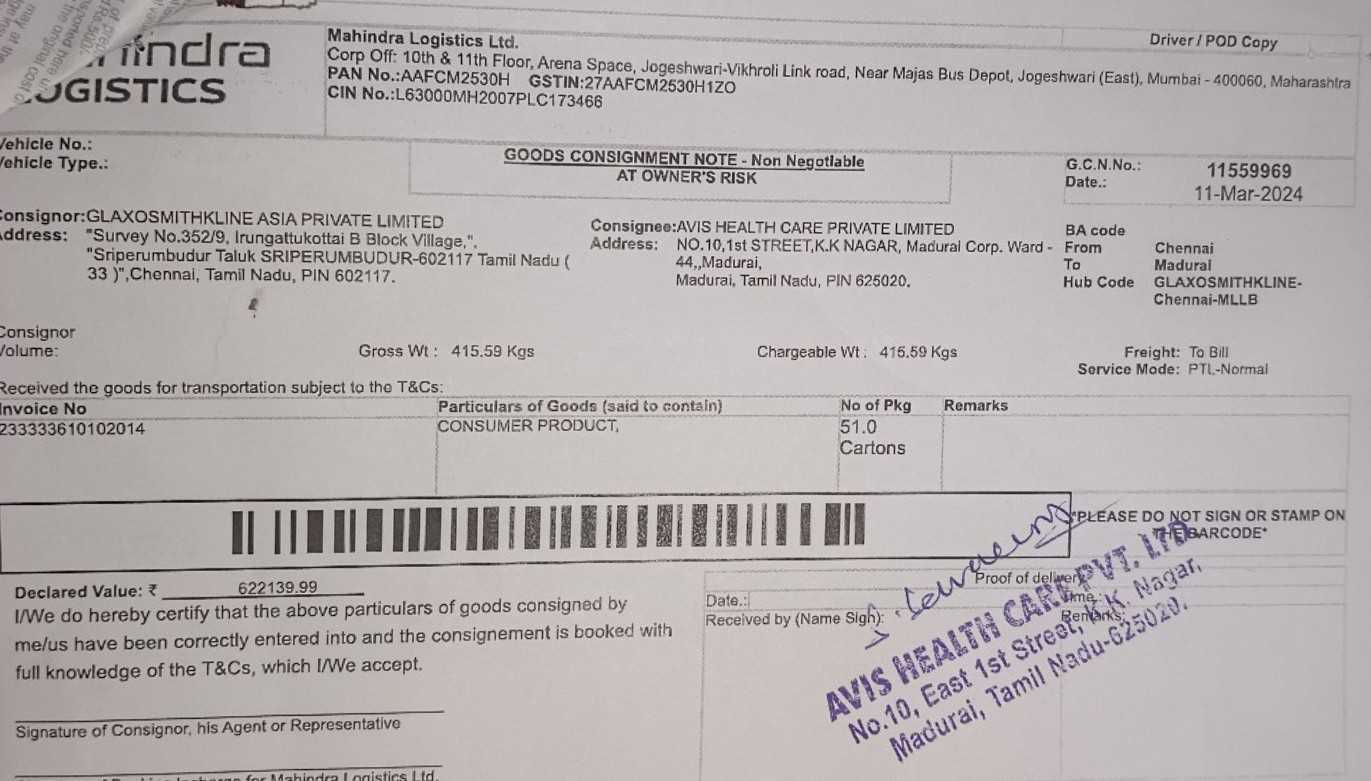 indra
LOGISTICS
Mahindra Logistics Ltd.
Corp Off: 10th & 11th Floor, Arena Space, Jogeshwari-Vikhroli Link road, Near Majas Bus Depot, Jogeshwari (East), Mumbai - 400060, Maharashtra
PAN No.:AAFCM2530H GSTIN:27AAFCM2530H1ZO
CIN No.:L63000MH2007PLC173466
Driver / POD Copy
Vehicle No.:
Vehicle Type.:
GOODS CONSIGNMENT NOTE - Non Negotiable
AT OWNER'S RISK
G.C.N.No.: 11559969
Date.: 11-Mar-2024
Consignor:GLAXOSMITHKLINE ASIA PRIVATE LIMITED
Address: "Survey No.352/9, Irungattukottai B Block Village,",
"Sriperumbudur Taluk SRIPERUMBUDUR-602117 Tamil Nadu (
33 )",Chennai, Tamil Nadu, PIN 602117.
Consignee:AVIS HEALTH CARE PRIVATE LIMITED
Address: NO.10,1st STREET,K.K NAGAR, Madurai Corp. Ward -
44,,Madurai,
Madurai, Tamil Nadu, PIN 625020.
BA code
From Chennai
To Madurai
Hub Code GLAXOSMITHKLINE-
Chennai-MLLB
Consignor
Volume:
Gross Wt : 415.59 Kgs
Chargeable Wt : 415.59 Kgs
Freight: To Bill
Service Mode: PTL-Normal
Received the goods for transportation subject to the T&Cs:
Invoice No Particulars of Goods (said to contain) No of Pkg Remarks
233333610102014 CONSUMER PRODUCT, 51.0
Cartons
*PLEASE DO NOT SIGN OR STAMP ON
THE BARCODE*
Declared Value: ₹ 622139.99
I/We do hereby certify that the above particulars of goods consigned by
me/us have been correctly entered into and the consignement is booked with
full knowledge of the T&Cs, which I/We accept.
Signature of Consignor, his Agent or Representative
for Mahindra Logistics Ltd.
Proof of delivery
Date.: Time.:
Received by (Name Sigh): Remarks:
AVIS HEALTH CARE PVT. LTD
No.10, East 1st Street, K.K. Nagar,
Madurai, Tamil Nadu-625020.